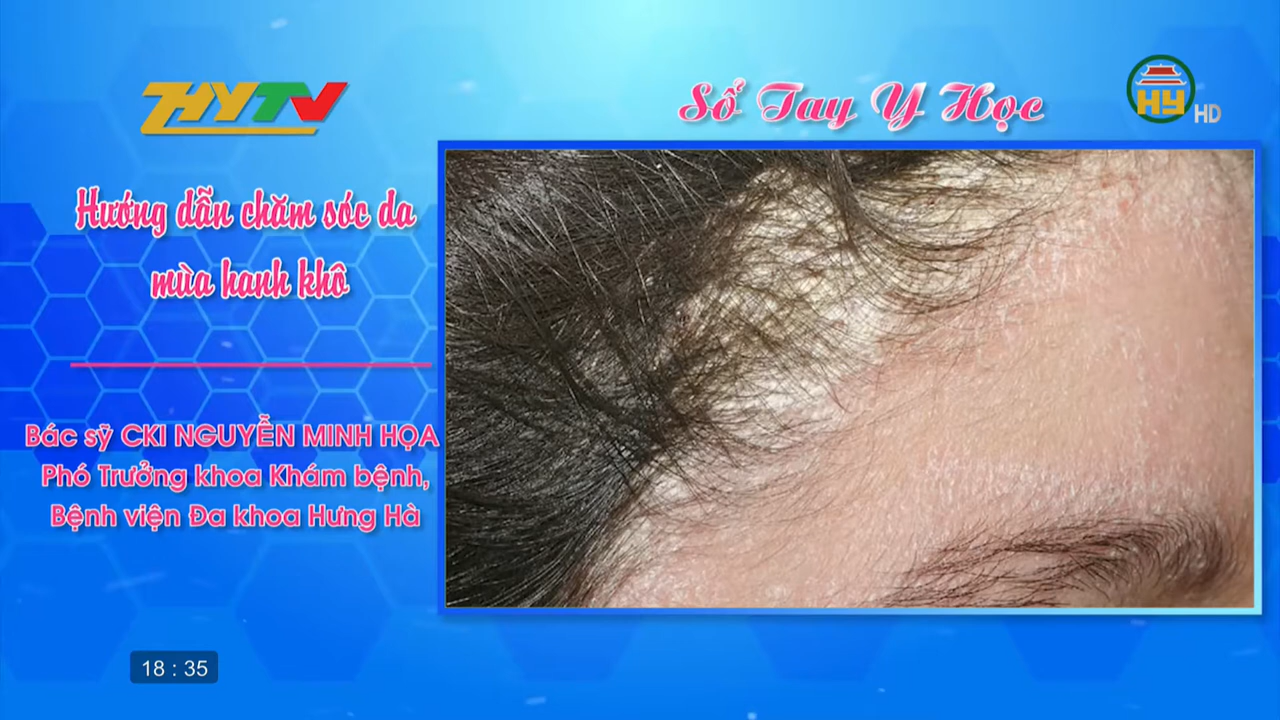 THYTV
Sổ Tay Y Học
HY HD
Hướng dẫn chăm sóc da
mùa hanh khô
Bác sỹ CKI NGUYỄN MINH HỌA
Phó Trưởng khoa Khám bệnh,
Bệnh viện Đa khoa Hưng Hà
18 : 35